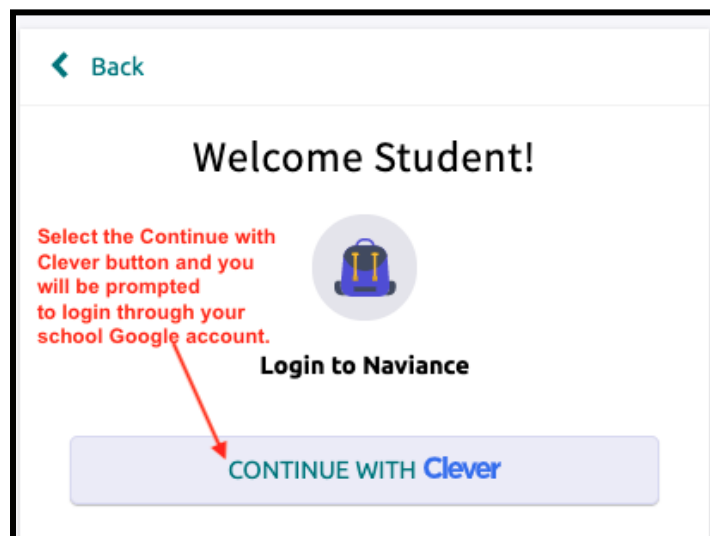 Back
Welcome Student!
Select the Continue with
Clever button and you
will be prompted
to login through your
school Google account.
Login to Naviance
CONTINUE WITH Clever